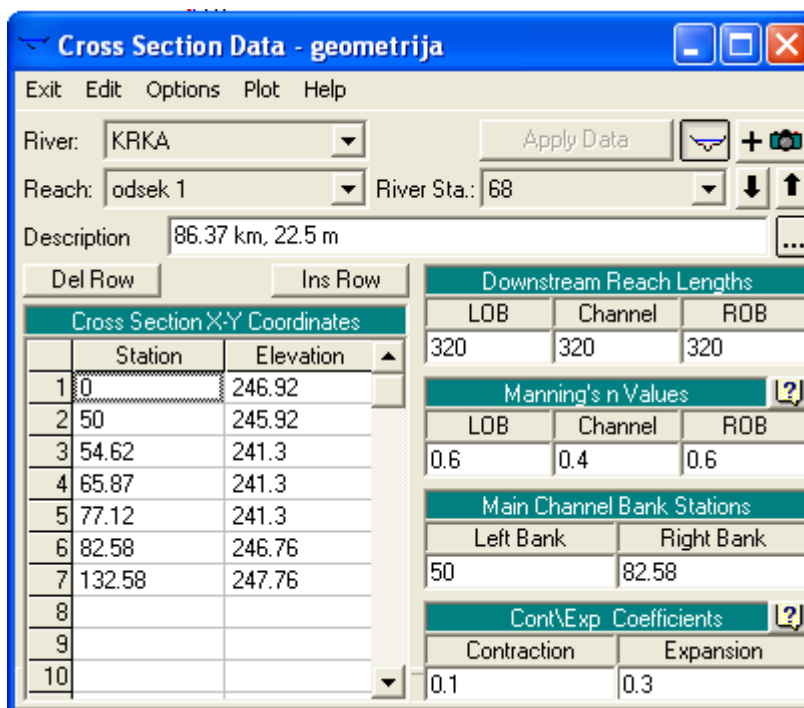 Cross Section Data - geometrija
Exit Edit Options Plot Help
River: KRKA Apply Data +
Reach: odsek 1 River Sta.: 68
Description 86.37 km, 22.5 m ...
Del Row Ins Row
Cross Section X-Y Coordinates
Station Elevation
1 0 246.92
2 50 245.92
3 54.62 241.3
4 65.87 241.3
5 77.12 241.3
6 82.58 246.76
7 132.58 247.76
8
9
10
Downstream Reach Lengths
LOB Channel ROB
320 320 320
Manning's n Values ?
LOB Channel ROB
0.6 0.4 0.6
Main Channel Bank Stations
Left Bank Right Bank
50 82.58
Cont\Exp Coefficients ?
Contraction Expansion
0.1 0.3